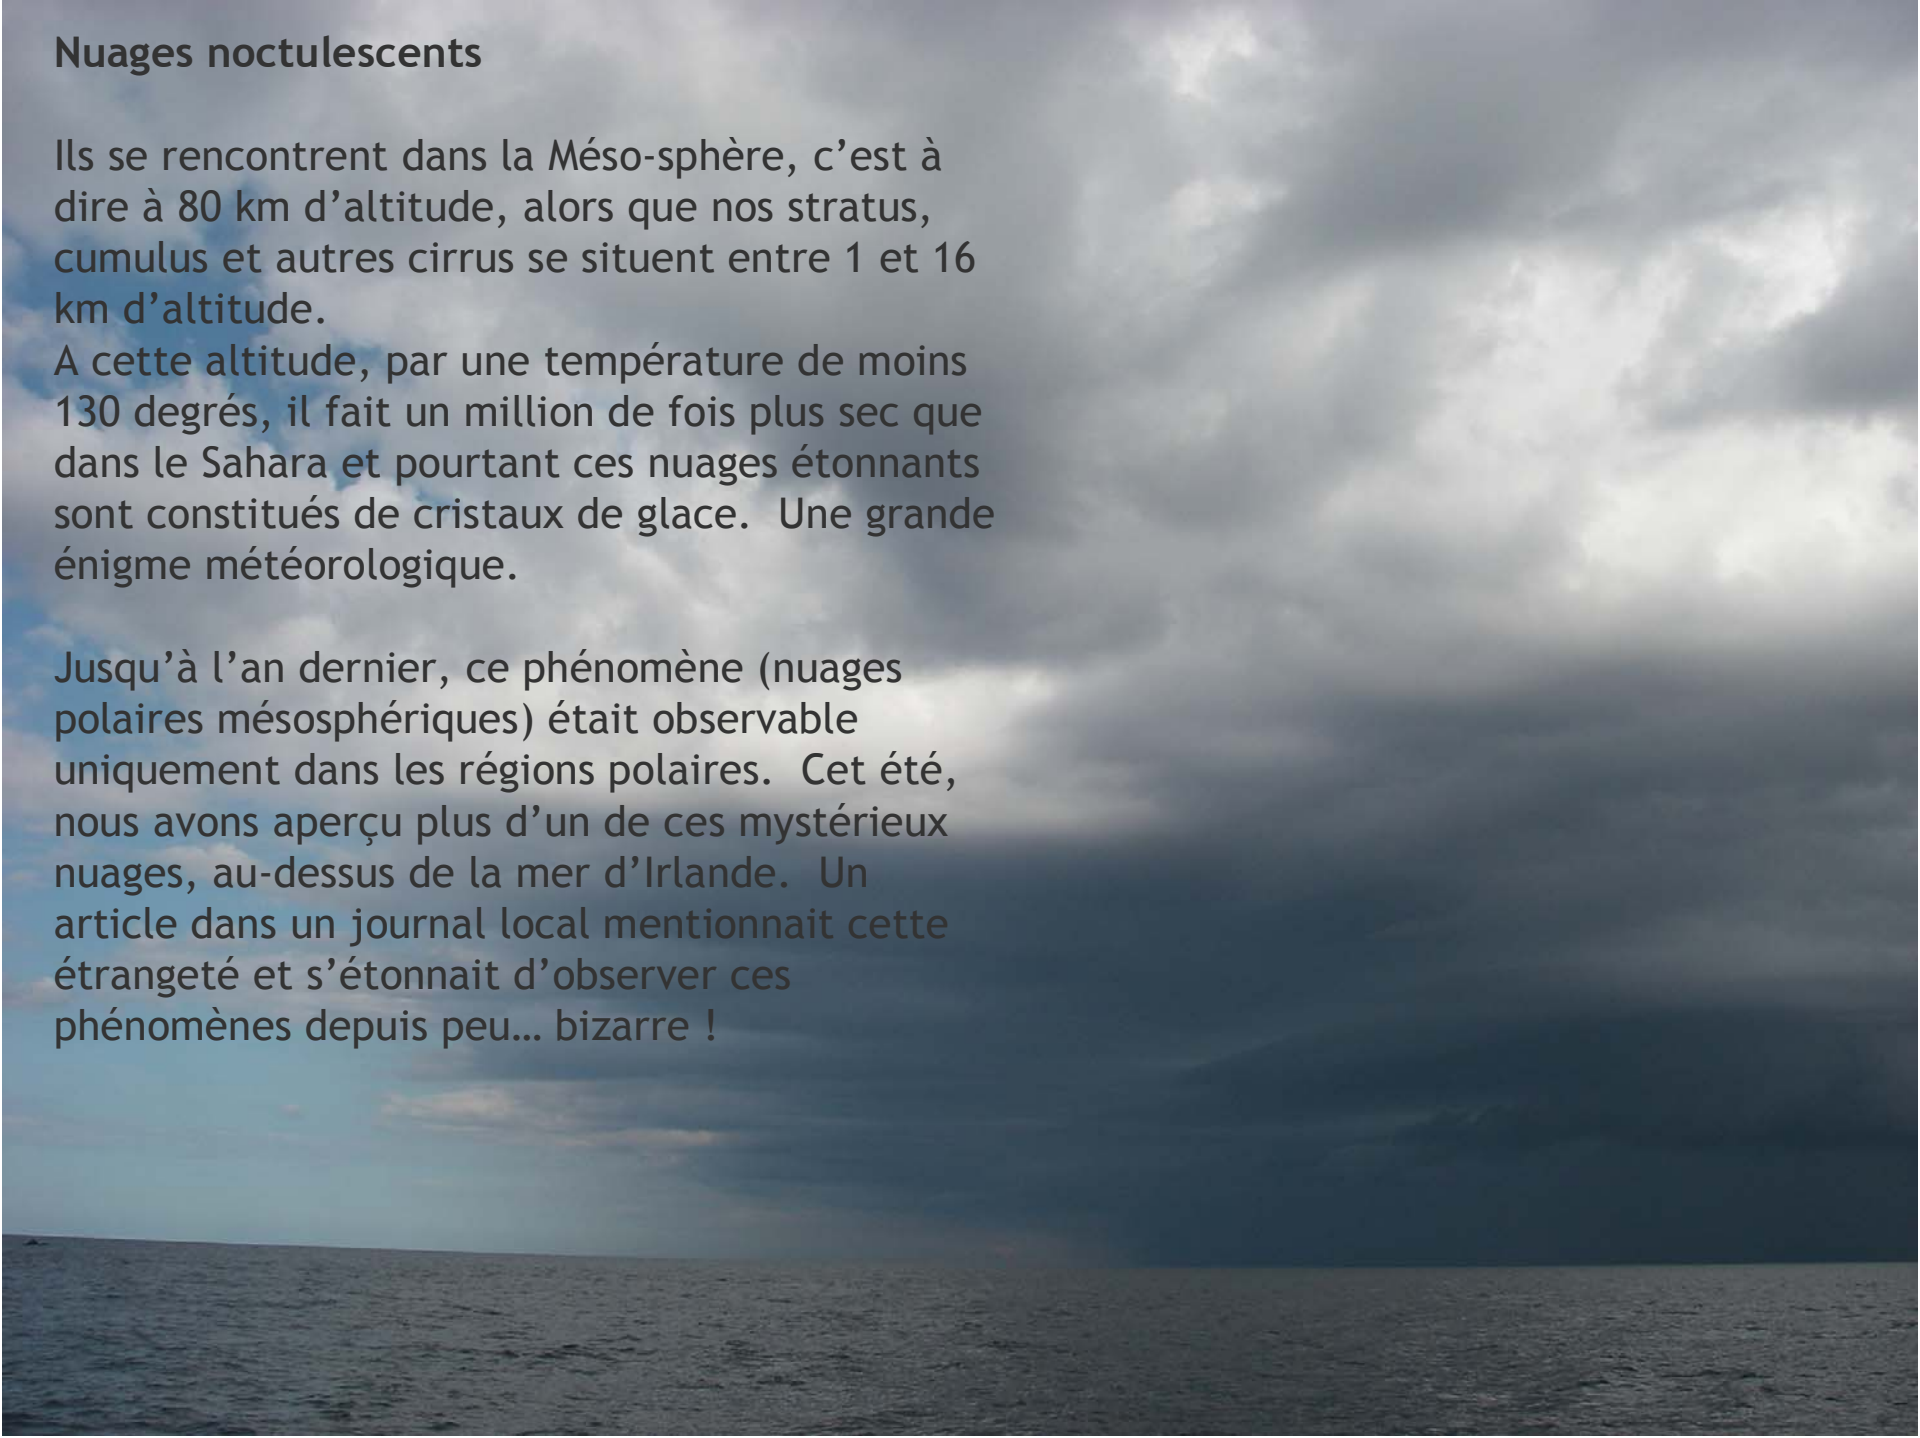 Nuages noctulescents
Ils se rencontrent dans la Méso-sphère, c’est à
dire à 80 km d’altitude, alors que nos stratus,
cumulus et autres cirrus se situent entre 1 et 16
km d’altitude.
A cette altitude, par une température de moins
130 degrés, il fait un million de fois plus sec que
dans le Sahara et pourtant ces nuages étonnants
sont constitués de cristaux de glace.  Une grande
énigme météorologique.
Jusqu’à l’an dernier, ce phénomène (nuages
polaires mésosphériques) était observable
uniquement dans les régions polaires.  Cet été,
nous avons aperçu plus d’un de ces mystérieux
nuages, au-dessus de la mer d’Irlande.  Un
article dans un journal local mentionnait cette
étrangeté et s’étonnait d’observer ces
phénomènes depuis peu… bizarre !